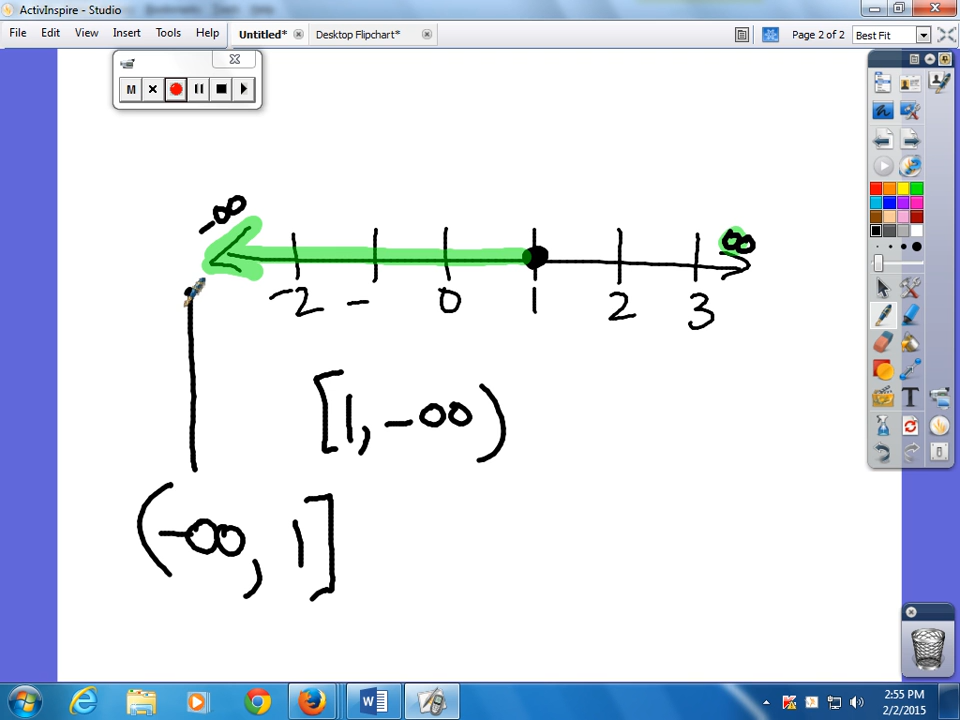 ActivInspire - Studio
File Edit View Insert Tools Help Untitled* Desktop Flipchart* Page 2 of 2 Best Fit
M
-∞ ∞
-2 - 0 1 2 3
[1, -∞)
(-∞, 1]
T
W
2:55 PM
2/2/2015